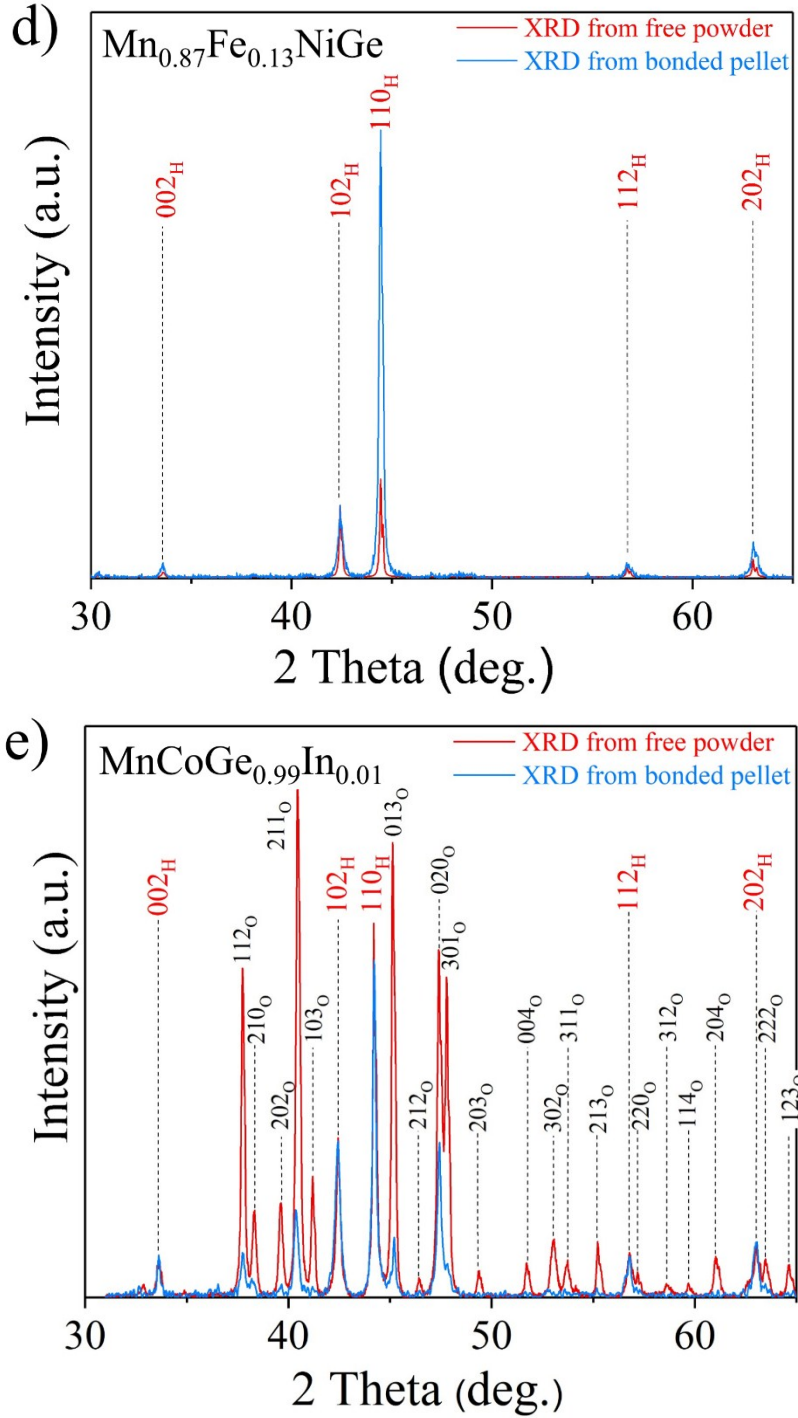 d)
Mn0.87Fe0.13NiGe
XRD from free powder
XRD from bonded pellet
002H
102H
110H
112H
202H
Intensity (a.u.)
30 40 50 60
2 Theta (deg.)
e)
MnCoGe0.99In0.01
XRD from free powder
XRD from bonded pellet
002H
112O
210O
202O
211O
103O
102H
110H
013O
212O
020O
301O
203O
004O
302O
311O
213O
112H
220O
312O
114O
204O
202H
222O
123O
Intensity (a.u.)
30 40 50 60
2 Theta (deg.)